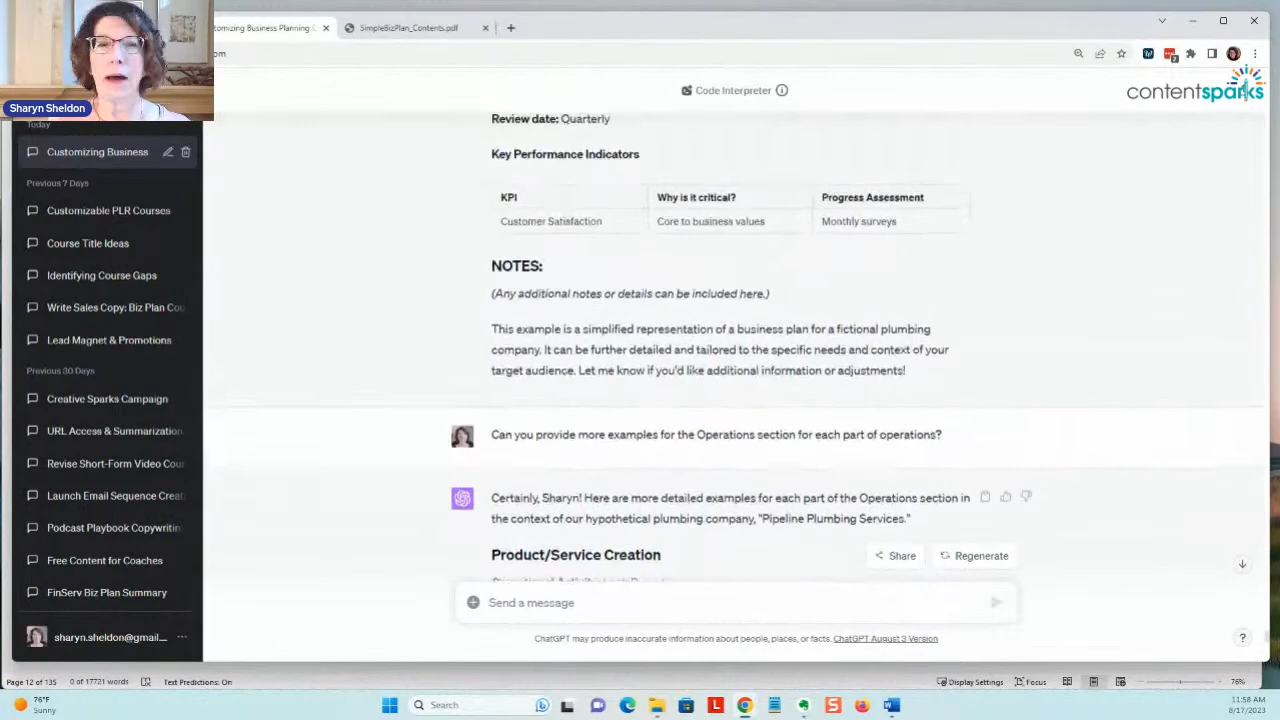 tomizing Business Planning C
SimpleBizPlan_Contents.pdf
om
Sharyn Sheldon
Code Interpreter
contentsparks
Today
Customizing Business
Previous 7 Days
Customizable PLR Courses
Course Title Ideas
Identifying Course Gaps
Write Sales Copy: Biz Plan Cou
Lead Magnet & Promotions
Previous 30 Days
Creative Sparks Campaign
URL Access & Summarization
Revise Short-Form Video Cour
Launch Email Sequence Creat
Podcast Playbook Copywritin
Free Content for Coaches
FinServ Biz Plan Summary
sharyn.sheldon@gmail...
Review date: Quarterly
Key Performance Indicators
KPI Why is it critical? Progress Assessment
Customer Satisfaction Core to business values Monthly surveys
NOTES:
(Any additional notes or details can be included here.)
This example is a simplified representation of a business plan for a fictional plumbing
company. It can be further detailed and tailored to the specific needs and context of your
target audience. Let me know if you'd like additional information or adjustments!
Can you provide more examples for the Operations section for each part of operations?
Certainly, Sharyn! Here are more detailed examples for each part of the Operations section in
the context of our hypothetical plumbing company, "Pipeline Plumbing Services."
Product/Service Creation
Share
Regenerate
Send a message
ChatGPT may produce inaccurate information about people, places, or facts. ChatGPT August 3 Version
?
Page 12 of 135
0 of 17721 words
Text Predictions: On
Display Settings
Focus
76%
76°F
Sunny
Search
11:58 AM
8/17/2023